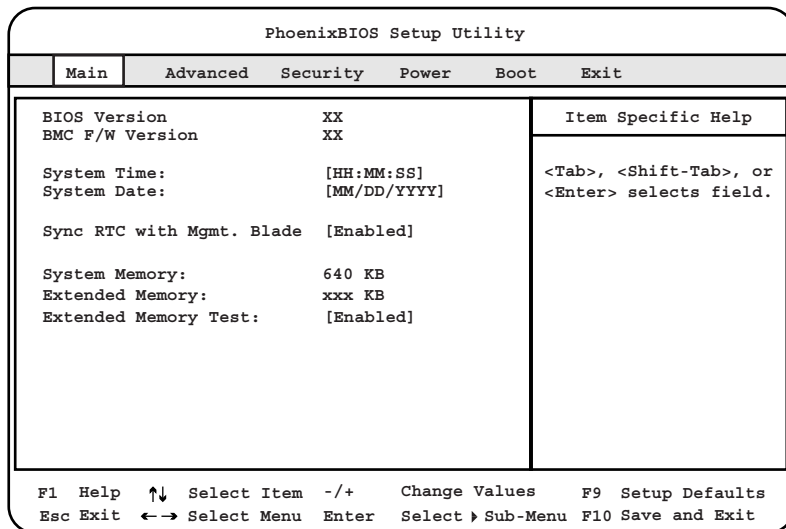 PhoenixBIOS Setup Utility
Main Advanced Security Power Boot Exit
BIOS Version XX
BMC F/W Version XX
System Time: [HH:MM:SS]
System Date: [MM/DD/YYYY]
Sync RTC with Mgmt. Blade [Enabled]
System Memory: 640 KB
Extended Memory: xxx KB
Extended Memory Test: [Enabled]
Item Specific Help
<Tab>, <Shift-Tab>, or
<Enter> selects field.
F1 Help ↑↓ Select Item -/+ Change Values F9 Setup Defaults
Esc Exit ←→ Select Menu Enter Select ▸ Sub-Menu F10 Save and Exit